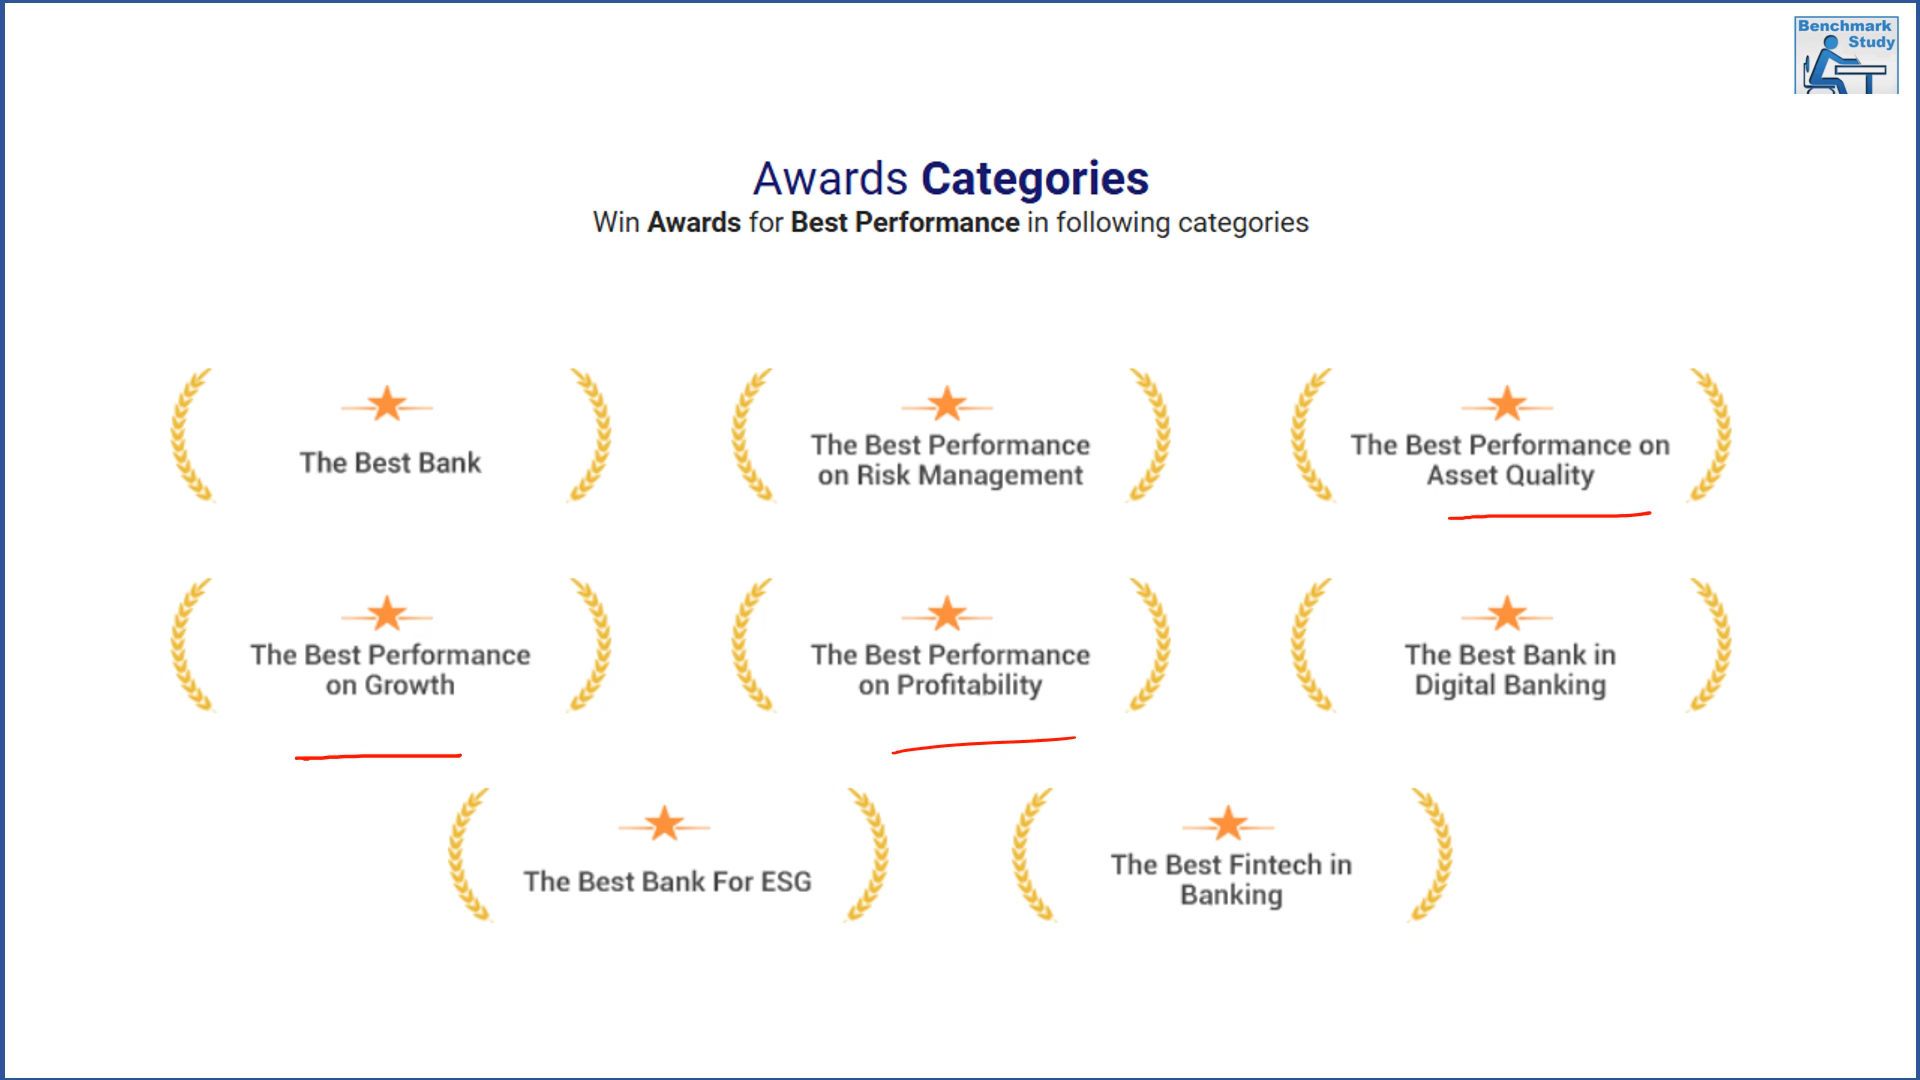 Benchmark
Study
Awards Categories
Win Awards for Best Performance in following categories
The Best Bank
The Best Performance
on Risk Management
The Best Performance on
Asset Quality
The Best Performance
on Growth
The Best Performance
on Profitability
The Best Bank in
Digital Banking
The Best Bank For ESG
The Best Fintech in
Banking